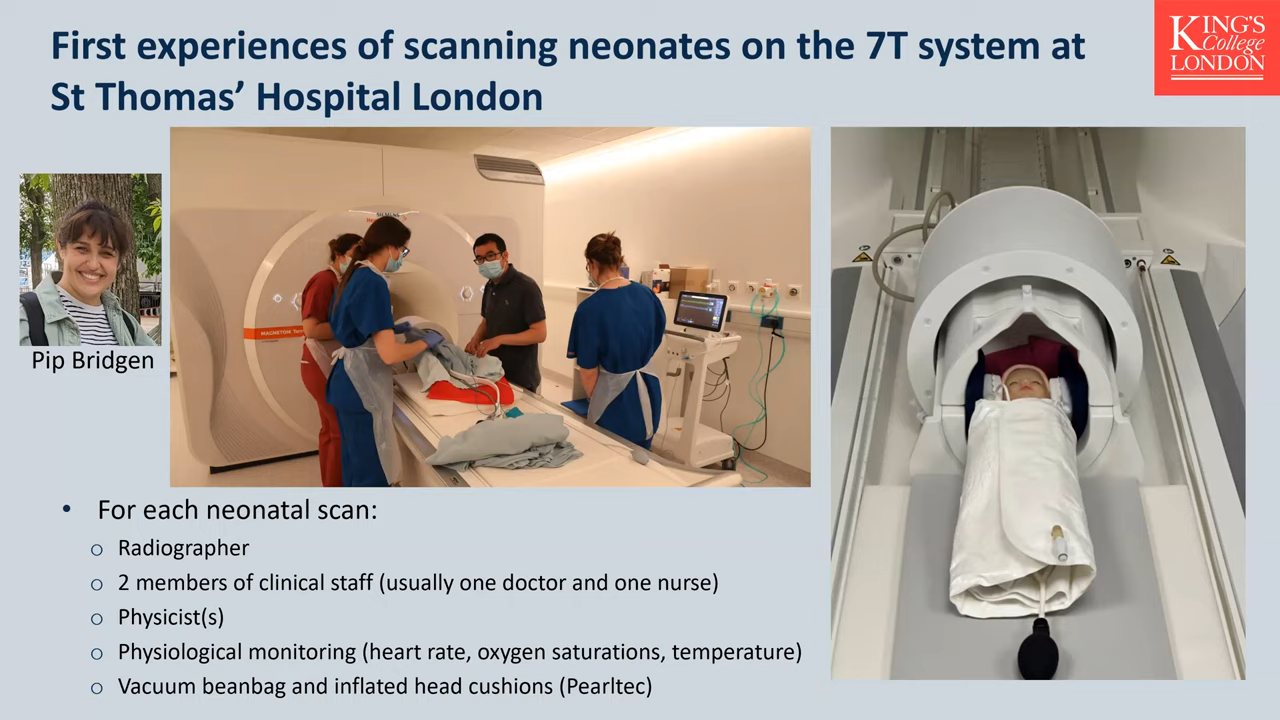 First experiences of scanning neonates on the 7T system at
St Thomas’ Hospital London
KING'S
College
LONDON
Pip Bridgen
MAGNETOM Terra
• For each neonatal scan:
o Radiographer
o 2 members of clinical staff (usually one doctor and one nurse)
o Physicist(s)
o Physiological monitoring (heart rate, oxygen saturations, temperature)
o Vacuum beanbag and inflated head cushions (Pearltec)